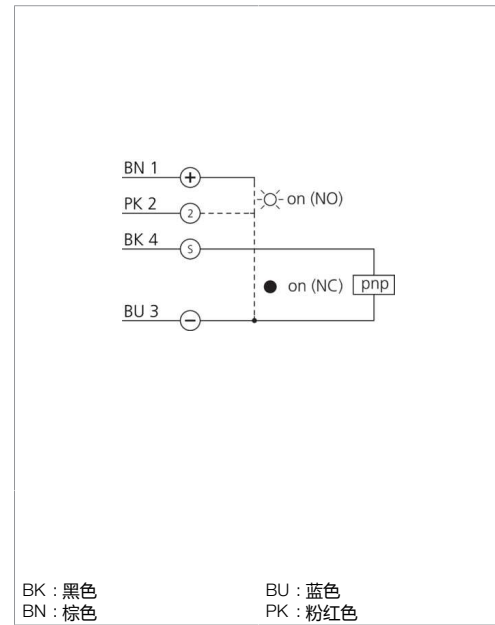 BN 1
+
PK 2
2
on (NO)
BK 4
S
on (NC)
pnp
BU 3
−
BK : 黑色
BU : 蓝色
BN : 棕色
PK : 粉红色